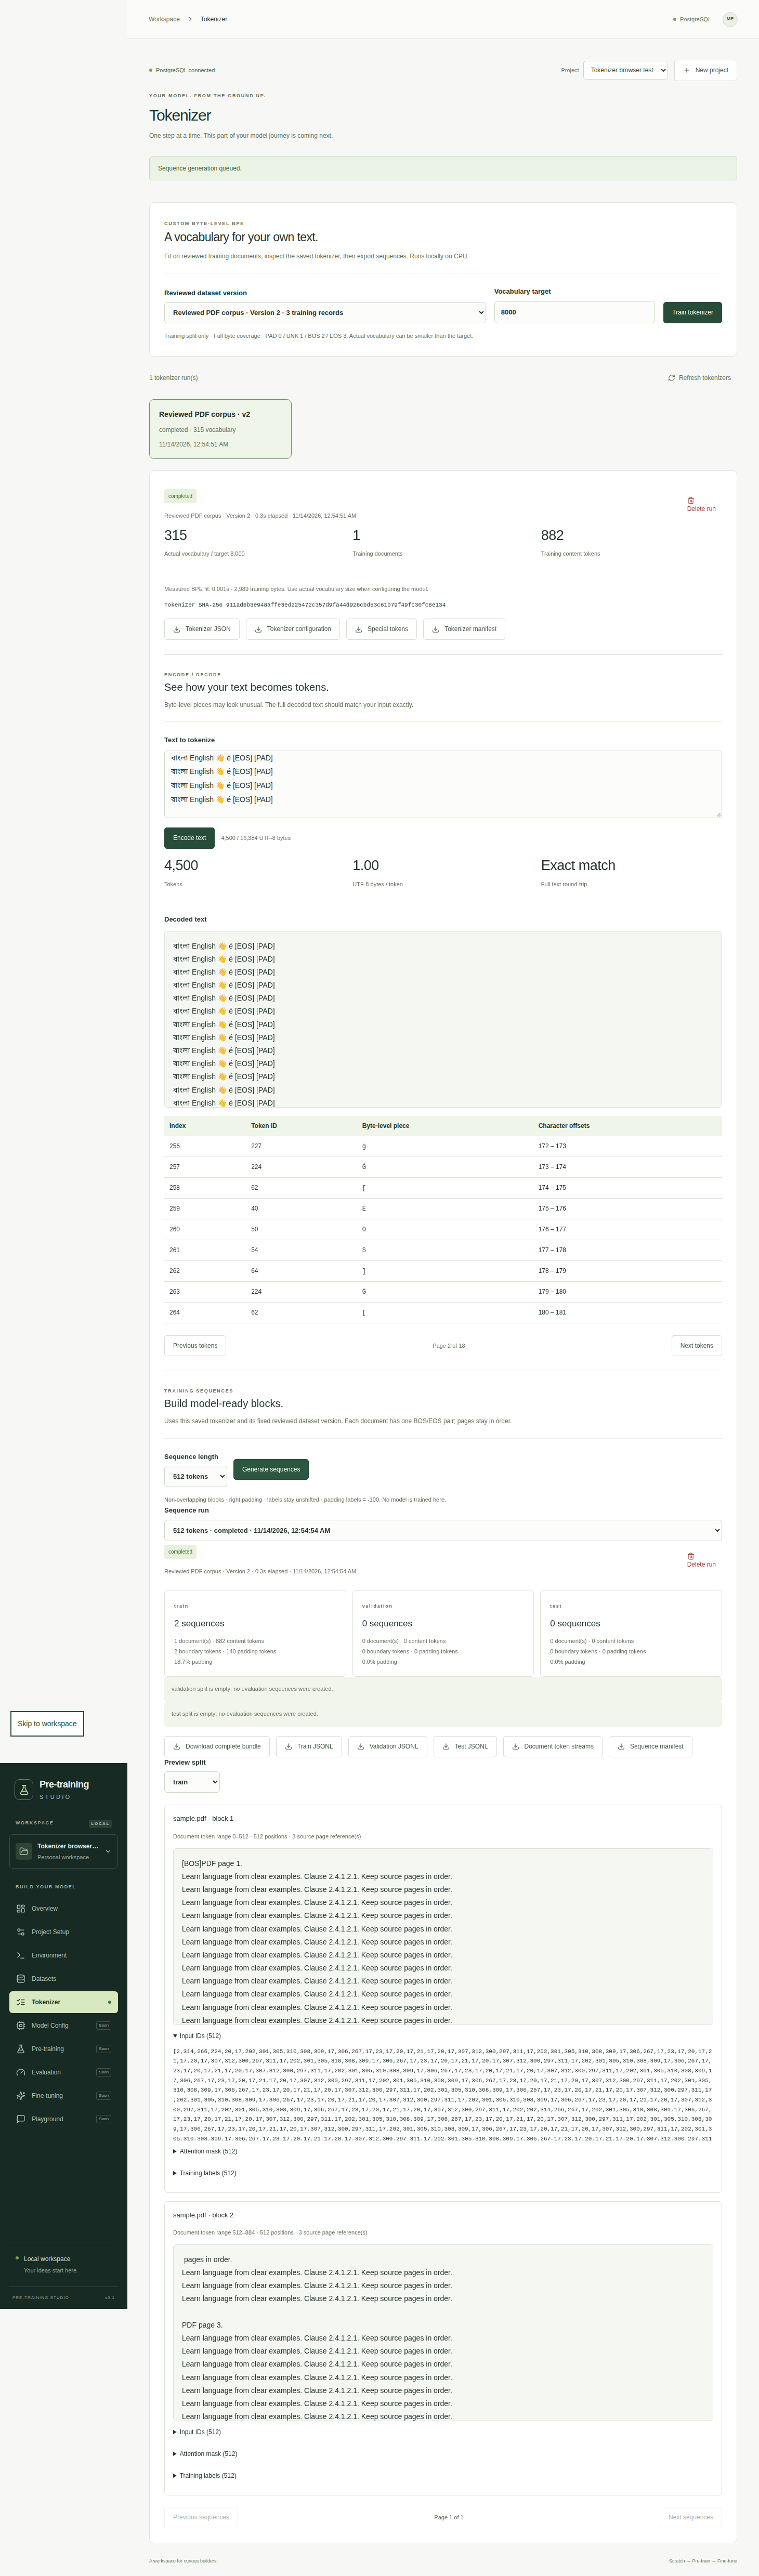 Workspace > Tokenizer
PostgreSQL
ME
PostgreSQL connected
Project
Tokenizer browser test
New project
YOUR MODEL. FROM THE GROUND UP.
Tokenizer
One step at a time. This part of your model journey is coming next.
Sequence generation queued.
CUSTOM BYTE-LEVEL BPE
A vocabulary for your own text.
Fit on reviewed training documents, inspect the saved tokenizer, then export sequences. Runs locally on CPU.
Reviewed dataset version
Vocabulary target
Reviewed PDF corpus · Version 2 · 3 training records
8000
Train tokenizer
Training split only · Full byte coverage · PAD 0 / UNK 1 / BOS 2 / EOS 3. Actual vocabulary can be smaller than the target.
1 tokenizer run(s)
Refresh tokenizers
Reviewed PDF corpus · v2
completed · 315 vocabulary
11/14/2026, 12:54:51 AM
completed
Delete run
Reviewed PDF corpus · Version 2 · 0.3s elapsed · 11/14/2026, 12:54:51 AM
315
1
882
Actual vocabulary / target 8,000
Training documents
Training content tokens
Measured BPE fit: 0.001s · 2,989 training bytes. Use actual vocabulary size when configuring the model.
Tokenizer JSON
Tokenizer configuration
Special tokens
Tokenizer manifest
ENCODE / DECODE
See how your text becomes tokens.
Byte-level pieces may look unusual. The full decoded text should match your input exactly.
Text to tokenize
বাংলা English 👋 é [EOS] [PAD]
বাংলা English 👋 é [EOS] [PAD]
বাংলা English 👋 é [EOS] [PAD]
বাংলা English 👋 é [EOS] [PAD]
Encode text
4,500 / 16,384 UTF-8 bytes
4,500
1.00
Exact match
Tokens
UTF-8 bytes / token
Full text round-trip
Decoded text
বাংলা English 👋 é [EOS] [PAD]
বাংলা English 👋 é [EOS] [PAD]
বাংলা English 👋 é [EOS] [PAD]
বাংলা English 👋 é [EOS] [PAD]
বাংলা English 👋 é [EOS] [PAD]
বাংলা English 👋 é [EOS] [PAD]
বাংলা English 👋 é [EOS] [PAD]
বাংলা English 👋 é [EOS] [PAD]
বাংলা English 👋 é [EOS] [PAD]
বাংলা English 👋 é [EOS] [PAD]
বাংলা English 👋 é [EOS] [PAD]
বাংলা English 👋 é [EOS] [PAD]
বাংলা English 👋 é [EOS] [PAD]
Index Token ID Byte-level piece Character offsets
256 227 172 – 173
257 224 Ġ 173 – 174
258 62 [ 174 – 175
259 40 E 175 – 176
260 50 O 176 – 177
261 54 S 177 – 178
262 64 ] 178 – 179
263 224 Ġ 179 – 180
264 62 [ 180 – 181
Previous tokens
Page 2 of 18
Next tokens
TRAINING SEQUENCES
Build model-ready blocks.
Uses this saved tokenizer and its fixed reviewed dataset version. Each document has one BOS/EOS pair; pages stay in order.
Sequence length
512 tokens
Generate sequences
Non-overlapping blocks · right padding · labels stay unshifted · padding labels = -100. No model is trained here.
Sequence run
512 tokens · completed · 11/14/2026, 12:54:54 AM
completed
Delete run
Reviewed PDF corpus · Version 2 · 0.3s elapsed · 11/14/2026, 12:54:54 AM
train
2 sequences
1 document(s) · 882 content tokens
2 boundary tokens · 140 padding tokens
13.7% padding
validation
0 sequences
0 document(s) · 0 content tokens
0 boundary tokens · 0 padding tokens
0.0% padding
test
0 sequences
0 document(s) · 0 content tokens
0 boundary tokens · 0 padding tokens
0.0% padding
validation split is empty; no evaluation sequences were created.
test split is empty; no evaluation sequences were created.
Download complete bundle
Train JSONL
Validation JSONL
Test JSONL
Document token streams
Sequence manifest
Preview split
train
sample.pdf · block 1
Document token range 0–512 · 512 positions · 3 source page reference(s)
[BOS]PDF page 1.
Learn language from clear examples. Clause 2.4.1.2.1. Keep source pages in order.
Learn language from clear examples. Clause 2.4.1.2.1. Keep source pages in order.
Learn language from clear examples. Clause 2.4.1.2.1. Keep source pages in order.
Learn language from clear examples. Clause 2.4.1.2.1. Keep source pages in order.
Learn language from clear examples. Clause 2.4.1.2.1. Keep source pages in order.
Learn language from clear examples. Clause 2.4.1.2.1. Keep source pages in order.
Learn language from clear examples. Clause 2.4.1.2.1. Keep source pages in order.
Learn language from clear examples. Clause 2.4.1.2.1. Keep source pages in order.
Learn language from clear examples. Clause 2.4.1.2.1. Keep source pages in order.
Learn language from clear examples. Clause 2.4.1.2.1. Keep source pages in order.
Learn language from clear examples. Clause 2.4.1.2.1. Keep source pages in order.
Learn language from clear examples. Clause 2.4.1.2.1. Keep source pages in order.
Input IDs (512)
Attention mask (512)
Training labels (512)
sample.pdf · block 2
Document token range 512–884 · 512 positions · 3 source page reference(s)
pages in order.
Learn language from clear examples. Clause 2.4.1.2.1. Keep source pages in order.
Learn language from clear examples. Clause 2.4.1.2.1. Keep source pages in order.
Learn language from clear examples. Clause 2.4.1.2.1. Keep source pages in order.
PDF page 3.
Learn language from clear examples. Clause 2.4.1.2.1. Keep source pages in order.
Learn language from clear examples. Clause 2.4.1.2.1. Keep source pages in order.
Learn language from clear examples. Clause 2.4.1.2.1. Keep source pages in order.
Learn language from clear examples. Clause 2.4.1.2.1. Keep source pages in order.
Learn language from clear examples. Clause 2.4.1.2.1. Keep source pages in order.
Learn language from clear examples. Clause 2.4.1.2.1. Keep source pages in order.
Learn language from clear examples. Clause 2.4.1.2.1. Keep source pages in order.
Input IDs (512)
Attention mask (512)
Training labels (512)
Previous sequences
Page 1 of 1
Next sequences
A workspace for curious builders.
Scratch → Pre-train → Fine-tune
Skip to workspace
Pre-training
STUDIO
WORKSPACE
LOCAL
Tokenizer browser...
Personal workspace
BUILD YOUR MODEL
Overview
Project Setup
Environment
Datasets
Tokenizer
Model Config Soon
Pre-training Soon
Evaluation Soon
Fine-tuning Soon
Playground Soon
Local workspace
Your ideas start here.
PRE-TRAINING STUDIO
v0.1